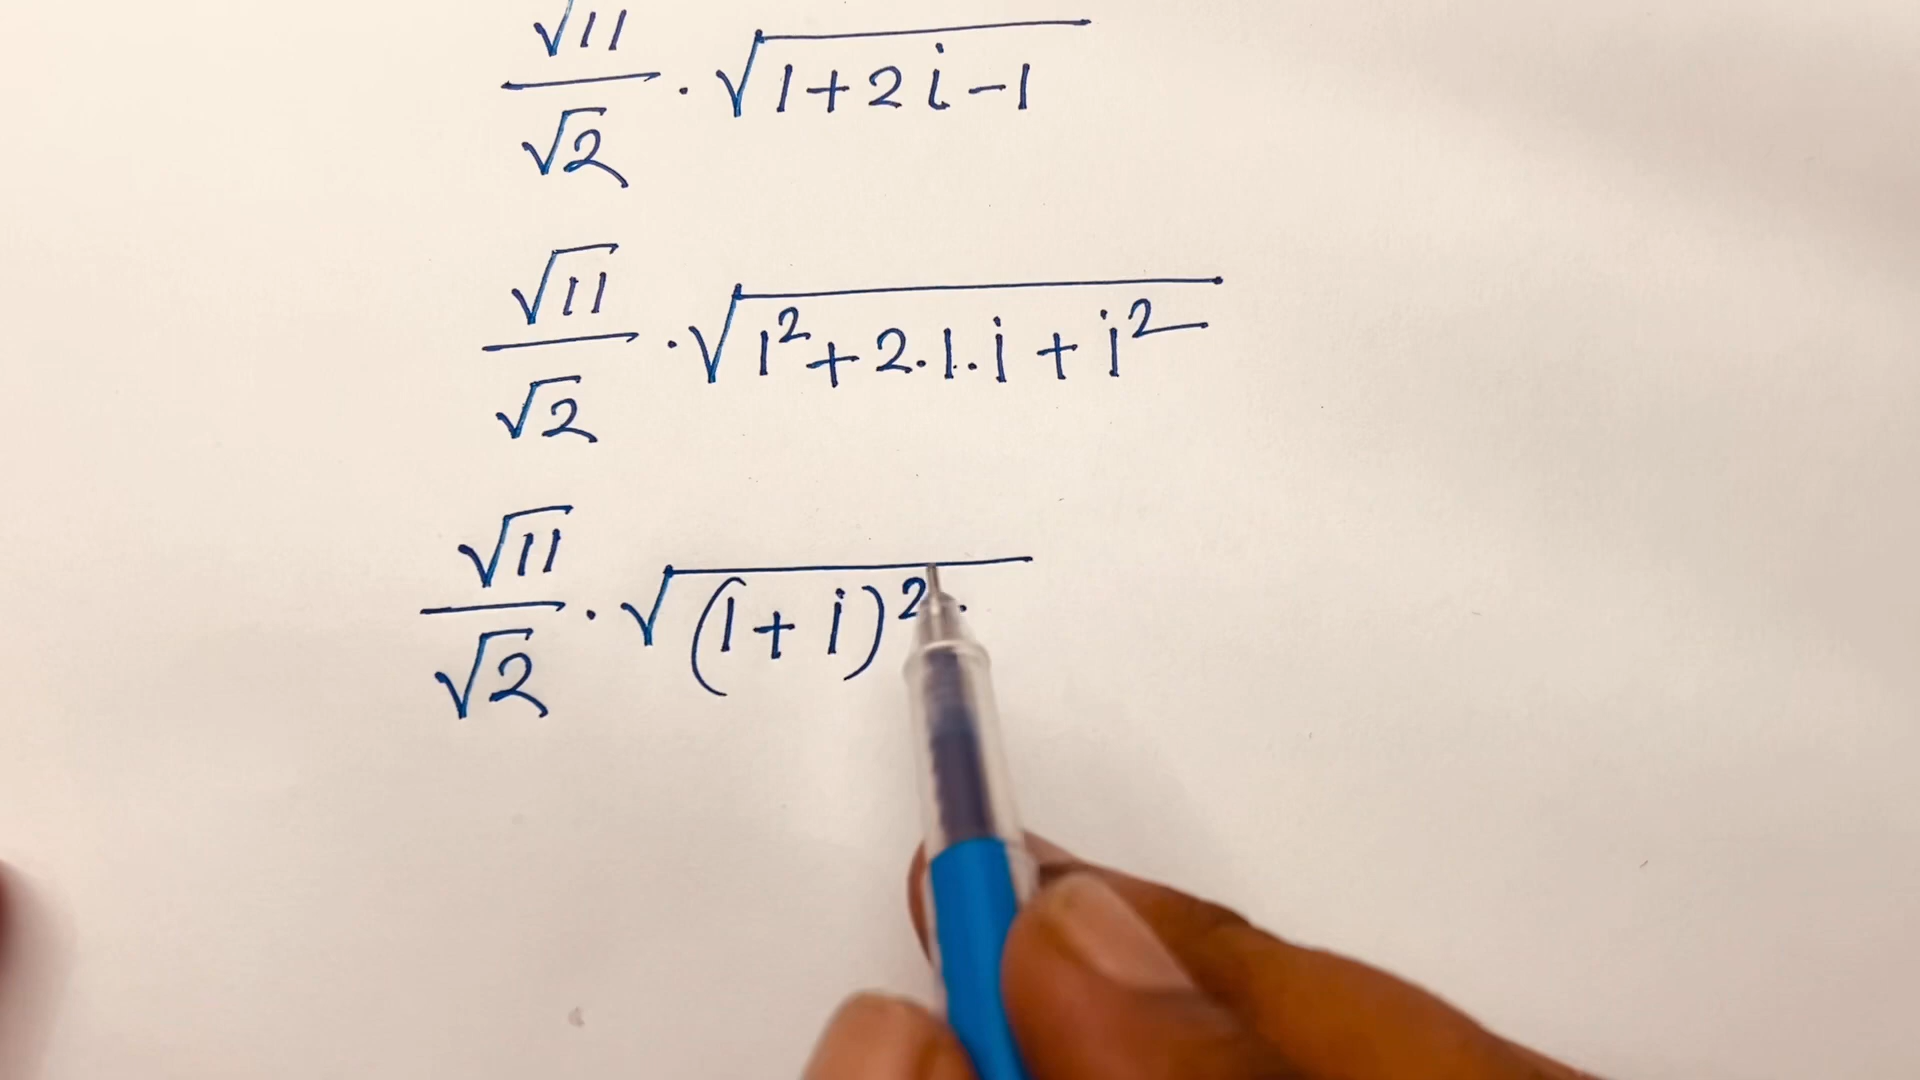 √11/√2 · √(1+2i-1)
√11/√2 · √(1²+2.1.i+i²)
√11/√2 · √((1+i)²)